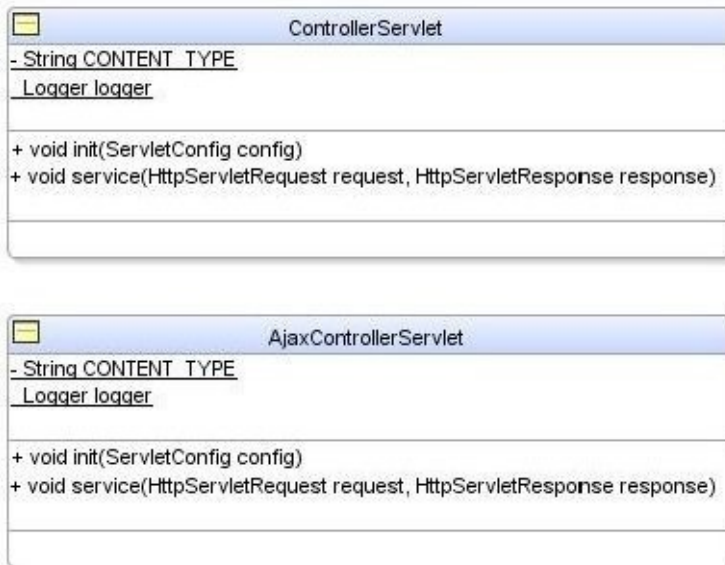 ControllerServlet
- String CONTENT_TYPE
Logger logger
+ void init(ServletConfig config)
+ void service(HttpServletRequest request, HttpServletResponse response)
AjaxControllerServlet
- String CONTENT_TYPE
Logger logger
+ void init(ServletConfig config)
+ void service(HttpServletRequest request, HttpServletResponse response)